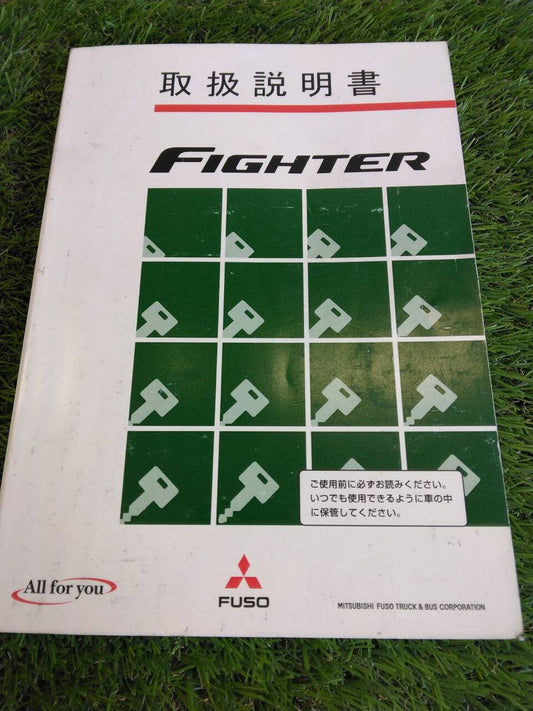 取扱説明書
FIGHTER
ご使用前に必ずお読みください。
いつでも使用できるように車の中
に保管してください。
All for you
FUSO
MITSUBISHI FUSO TRUCK & BUS CORPORATION